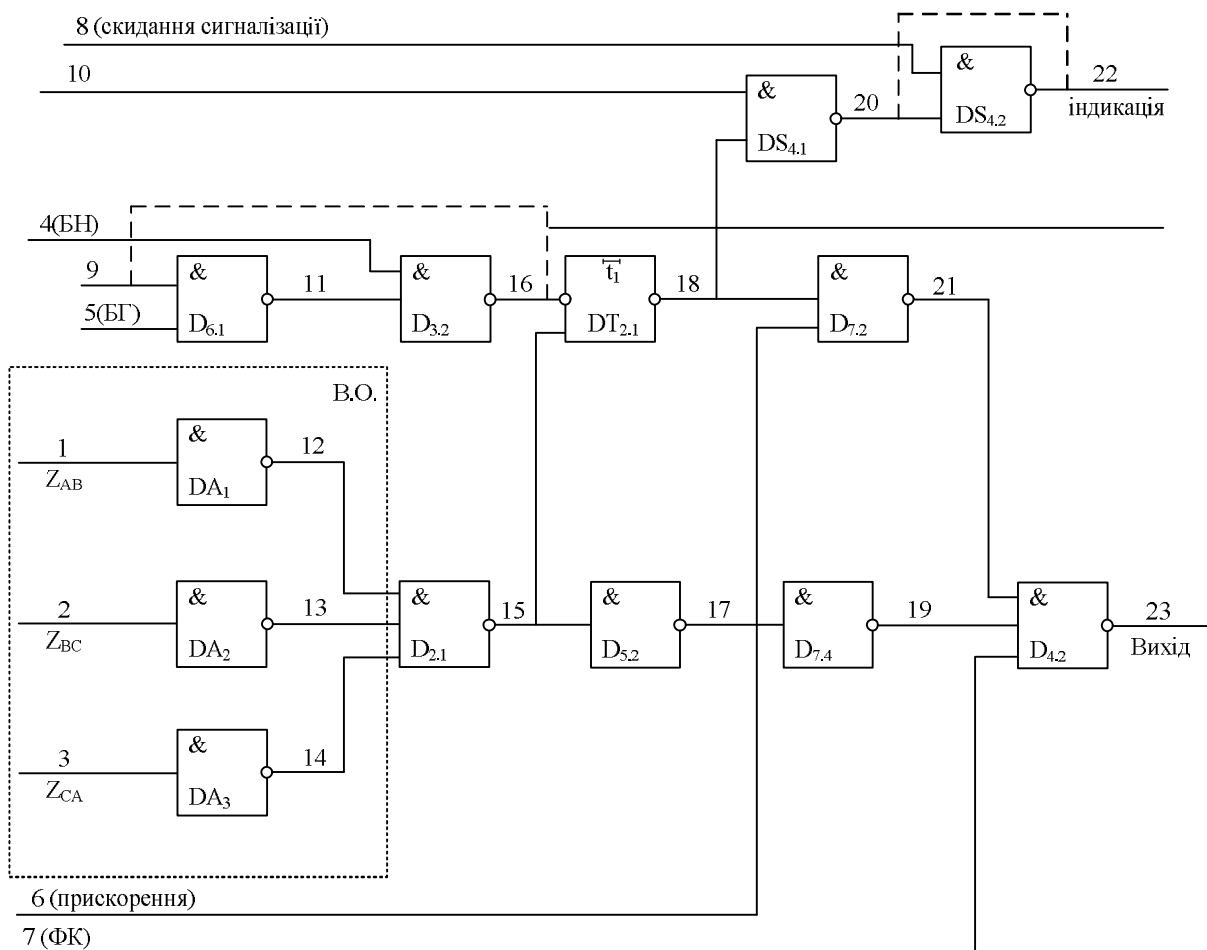 8 (скидання сигналізації)
10
&
DS4.1
20
&
DS4.2
22
індикація
4(БН)
9
5(БГ)
&
D6.1
11
&
D3.2
16
t1
DT2.1
18
&
D7.2
21
В.О.
1
ZAB
&
DA1
12
2
ZBC
&
DA2
13
3
ZCA
&
DA3
14
&
D2.1
15
&
D5.2
17
&
D7.4
19
&
D4.2
23
Вихід
6 (прискорення)
7 (ФК)